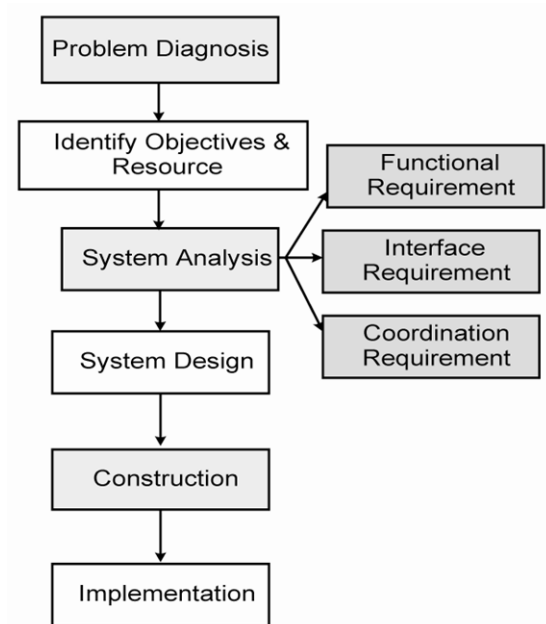 Problem Diagnosis
Identify Objectives &
Resource
Functional
Requirement
System Analysis
Interface
Requirement
Coordination
Requirement
System Design
Construction
Implementation